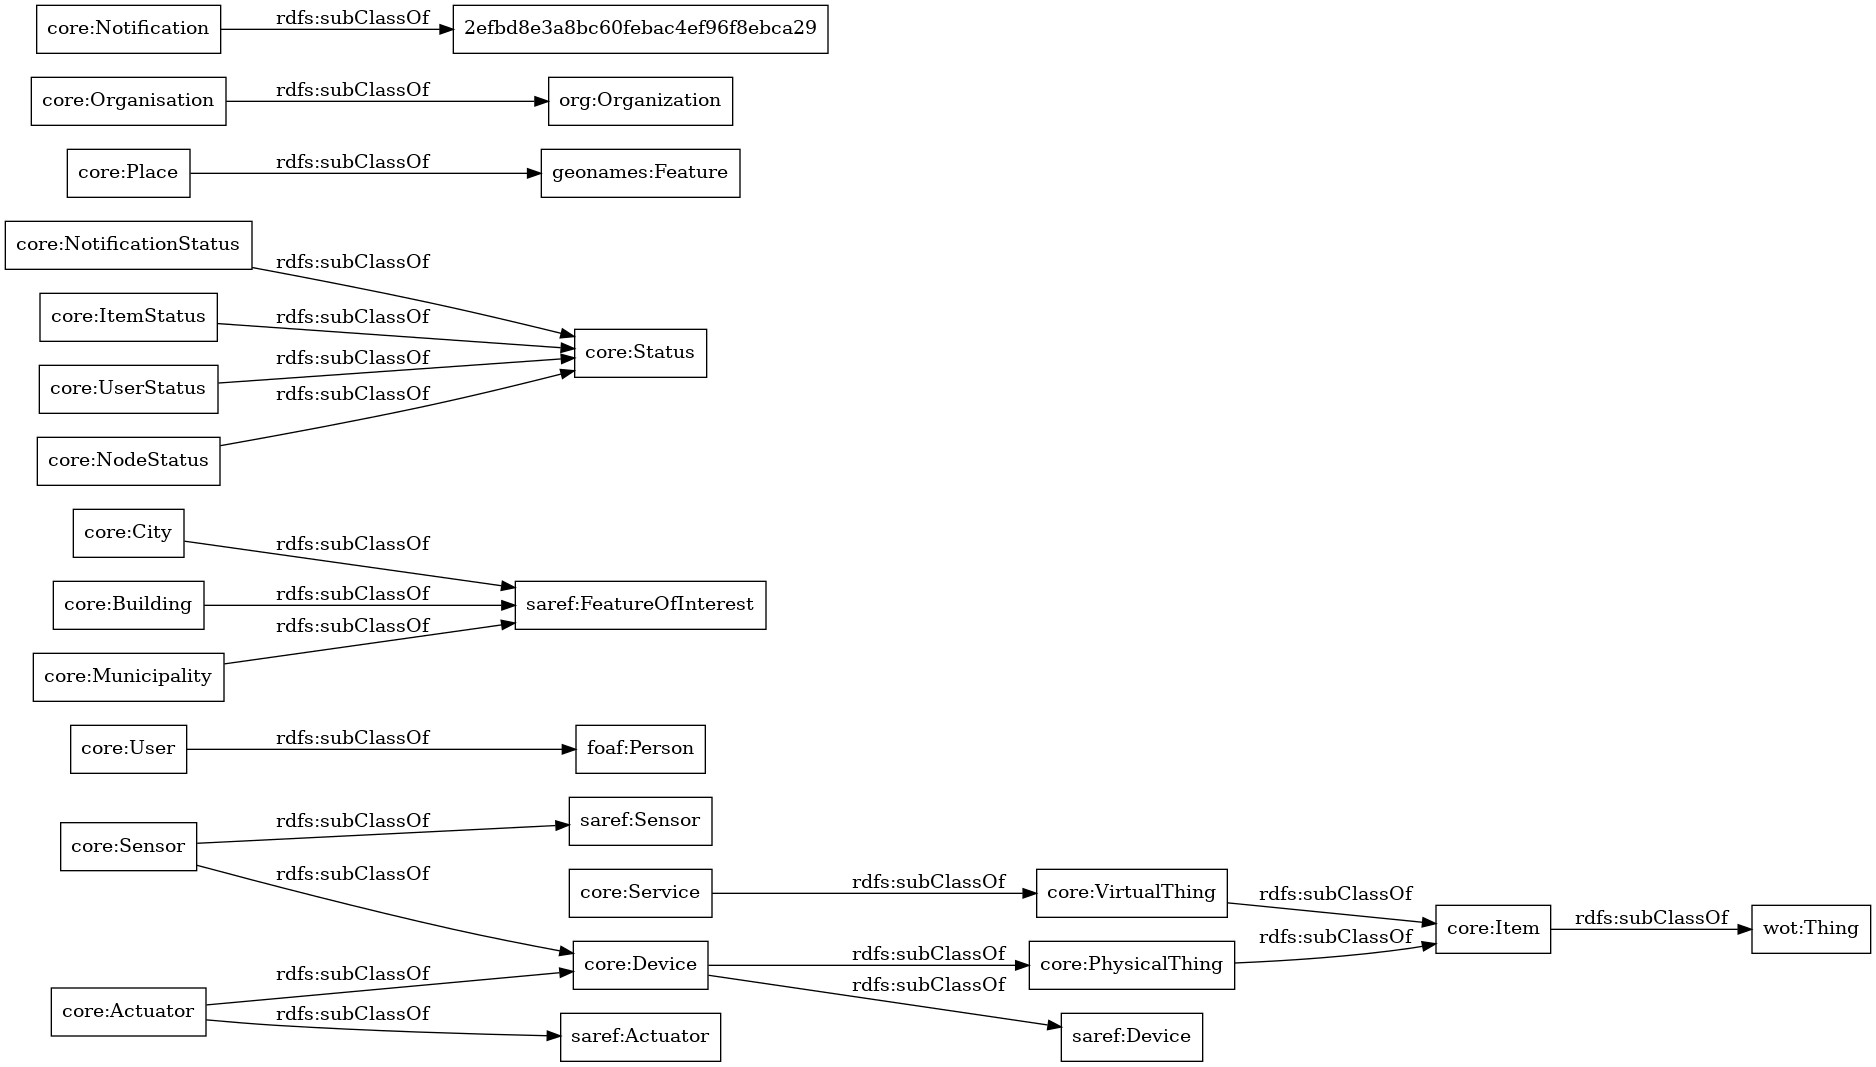 core:Notification rdfs:subClassOf 2efbd8e3a8bc60febac4ef96f8ebca29
core:Organisation rdfs:subClassOf org:Organization
core:Place rdfs:subClassOf geonames:Feature
core:NotificationStatus rdfs:subClassOf
core:ItemStatus rdfs:subClassOf
core:Status
core:UserStatus rdfs:subClassOf
core:NodeStatus rdfs:subClassOf
core:City rdfs:subClassOf
core:Building rdfs:subClassOf saref:FeatureOfInterest
core:Municipality rdfs:subClassOf
core:User rdfs:subClassOf foaf:Person
core:Sensor rdfs:subClassOf saref:Sensor
rdfs:subClassOf
core:Service rdfs:subClassOf core:VirtualThing rdfs:subClassOf
core:Item rdfs:subClassOf wot:Thing
core:Device rdfs:subClassOf core:PhysicalThing rdfs:subClassOf
core:Actuator rdfs:subClassOf
rdfs:subClassOf saref:Actuator
rdfs:subClassOf saref:Device